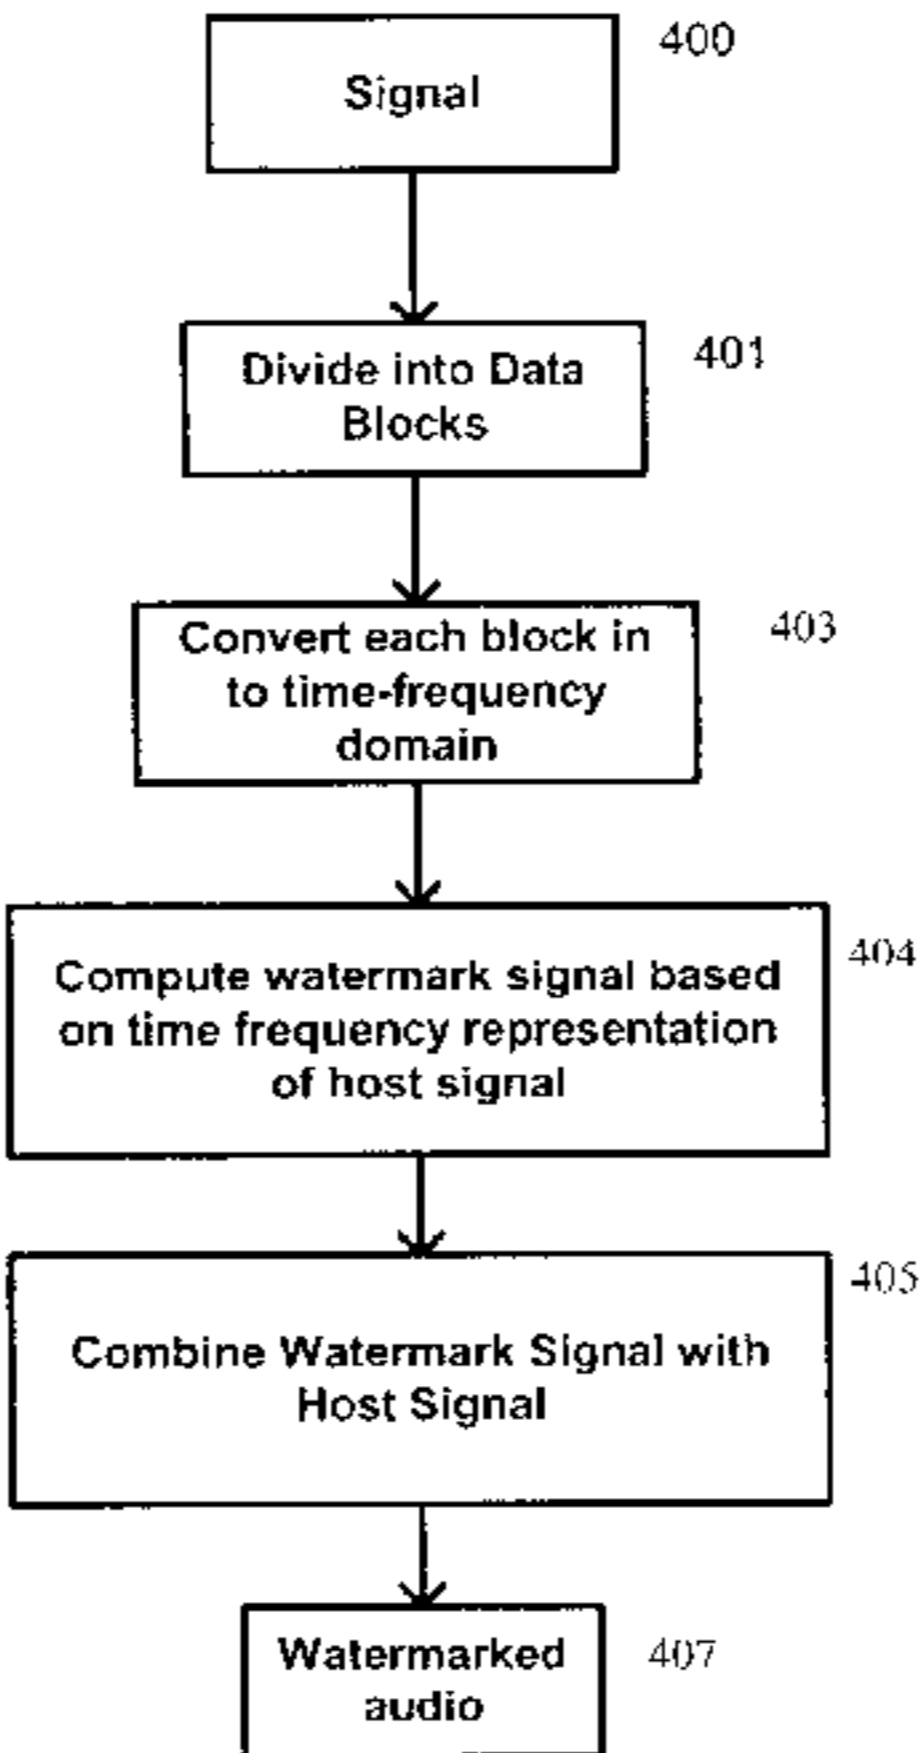 Signal
400
Divide into Data
Blocks
401
Convert each block in
to time-frequency
domain
403
Compute watermark signal based
on time frequency representation
of host signal
404
Combine Watermark Signal with
Host Signal
405
Watermarked
audio
407